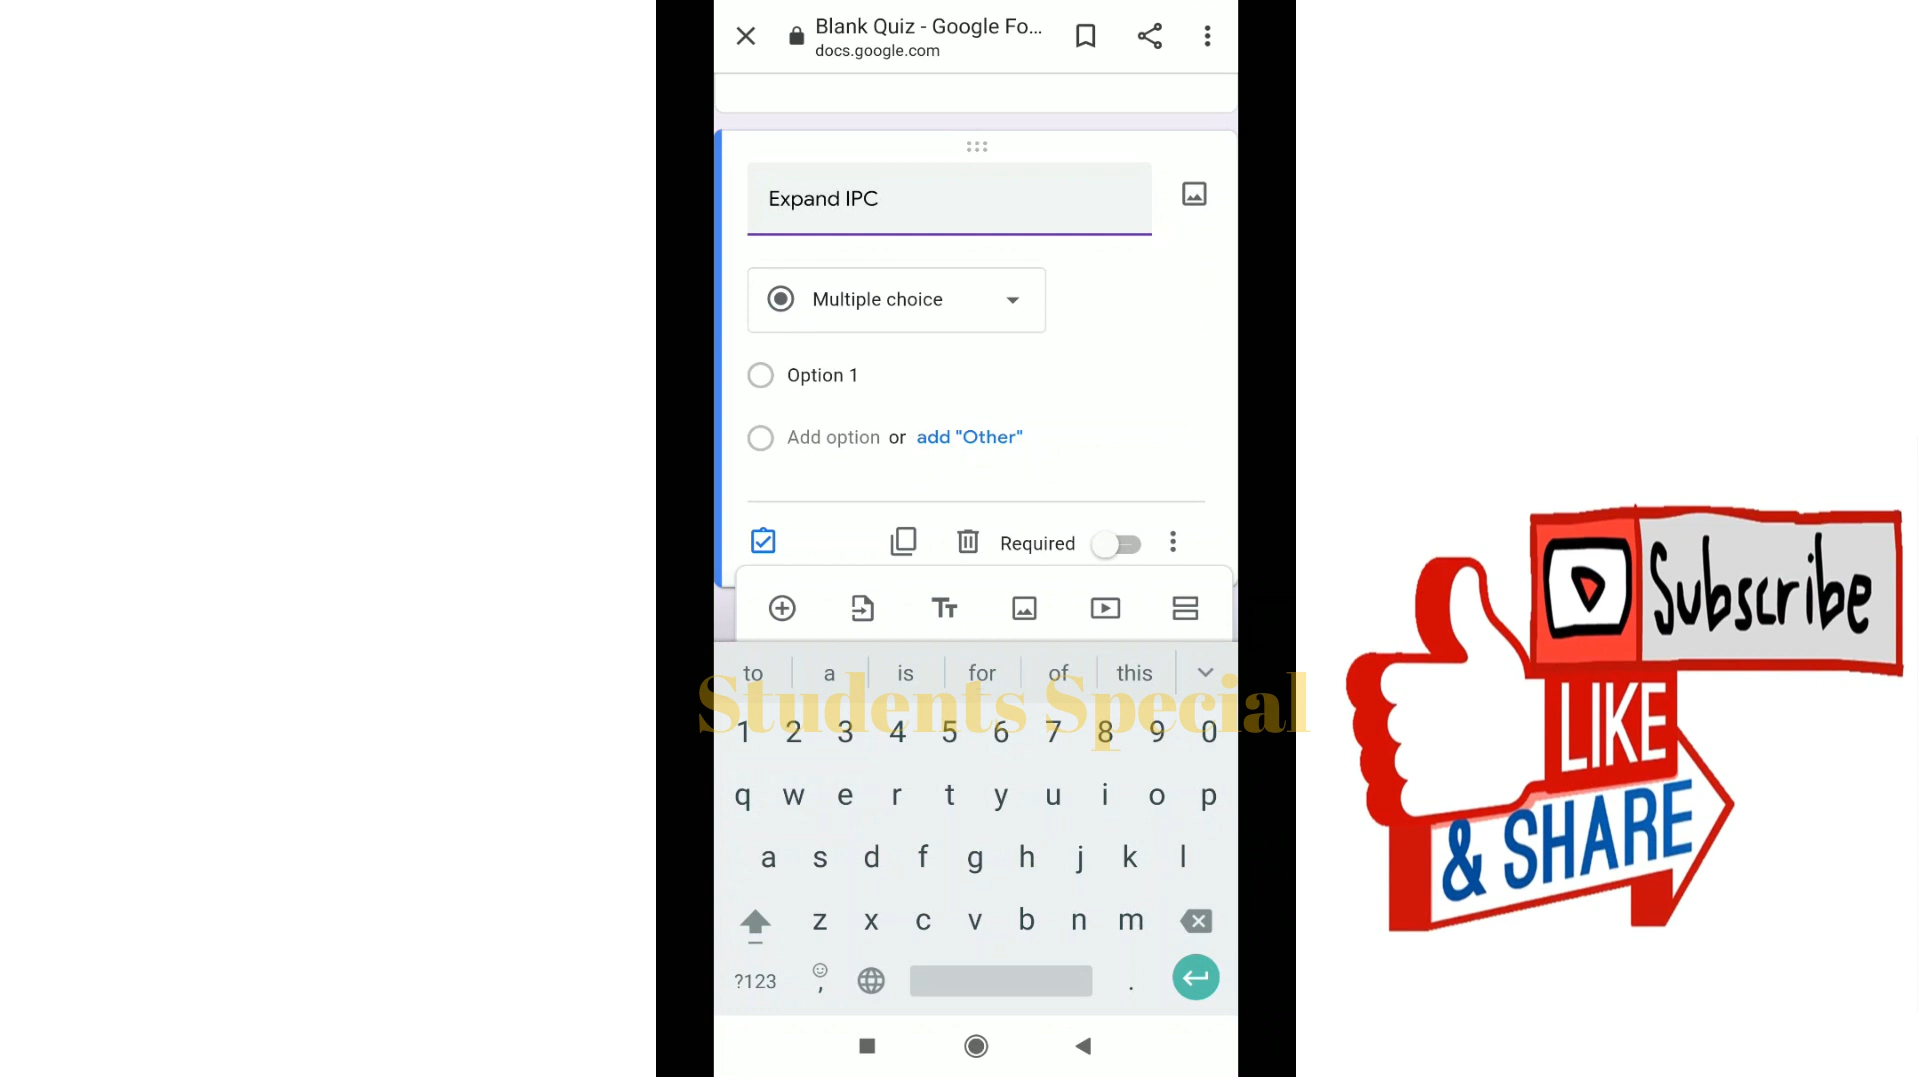 Blank Quiz - Google Fo...
docs.google.com
Expand IPC
Multiple choice
Option 1
Add option or add "Other"
Required
Tt
to a is for of this
Students Special
1 2 3 4 5 6 7 8 9 0
q w e r t y u i o p
a s d f g h j k l
z x c v b n m
?123 , .
Subscribe
LIKE
& SHARE